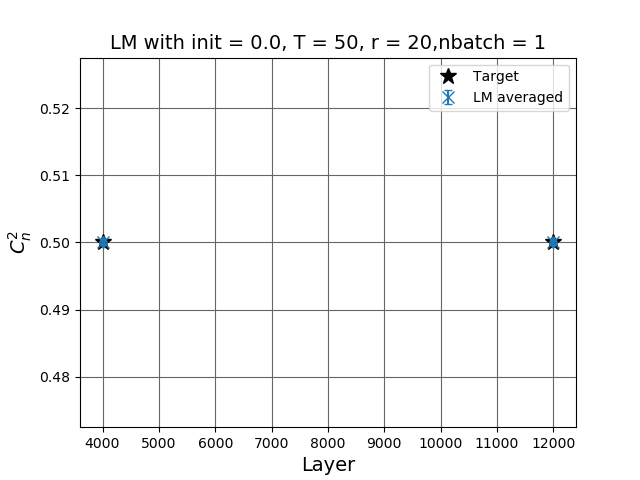 LM with init = 0.0, T = 50, r = 20,nbatch = 1
Target
LM averaged
0.52
0.51
0.50
0.49
0.48
$C_n^2$
4000 5000 6000 7000 8000 9000 10000 11000 12000
Layer